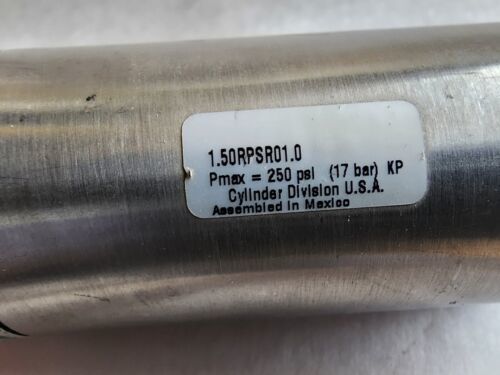 1.50RPSR01.0
Pmax = 250 psi (17 bar) KP
Cylinder Division U.S.A.
Assembled in Mexico